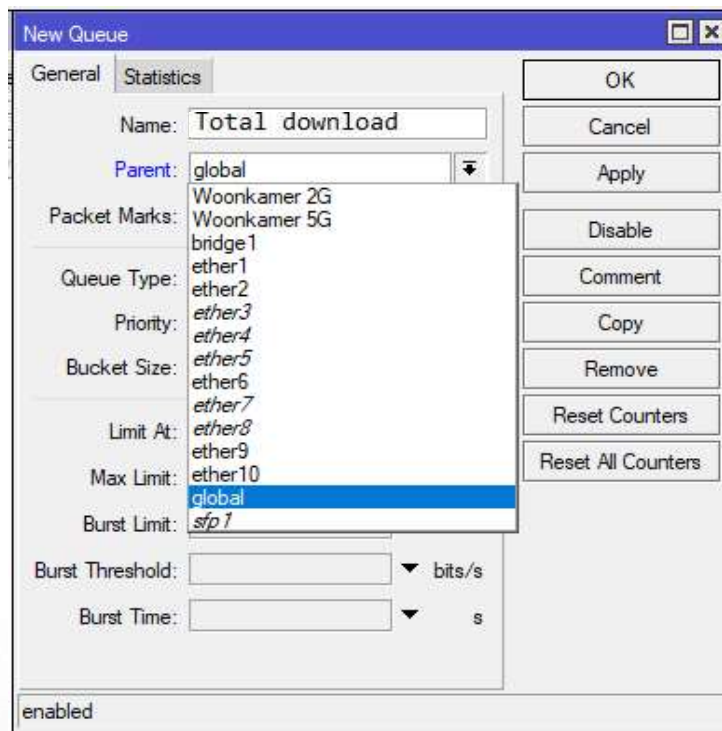 New Queue
General Statistics
Name: Total download
Parent: global
Packet Marks:
Queue Type:
Priority:
Bucket Size:
Limit At:
Max Limit:
Burst Limit:
Burst Threshold: bits/s
Burst Time: s
Woonkamer 2G
Woonkamer 5G
bridge1
ether1
ether2
ether3
ether4
ether5
ether6
ether7
ether8
ether9
ether10
global
sfp1
OK
Cancel
Apply
Disable
Comment
Copy
Remove
Reset Counters
Reset All Counters
enabled